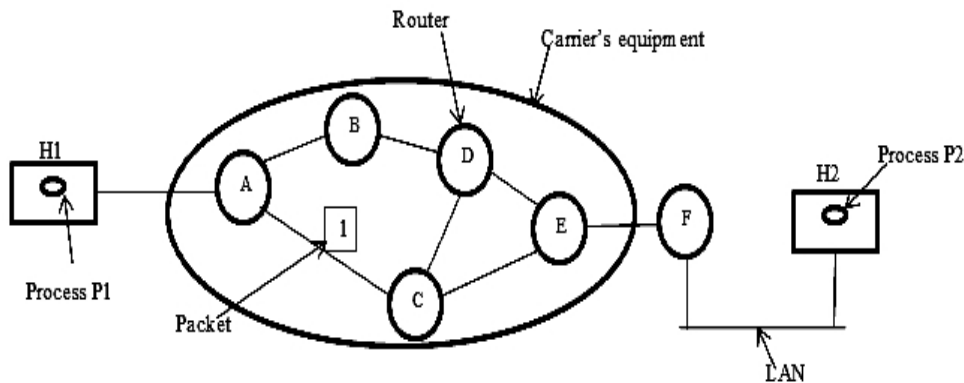 Router
Carrier's equipment
B
H1
D
Process P2
H2
A
1
E
F
Process P1
C
Packet
LAN